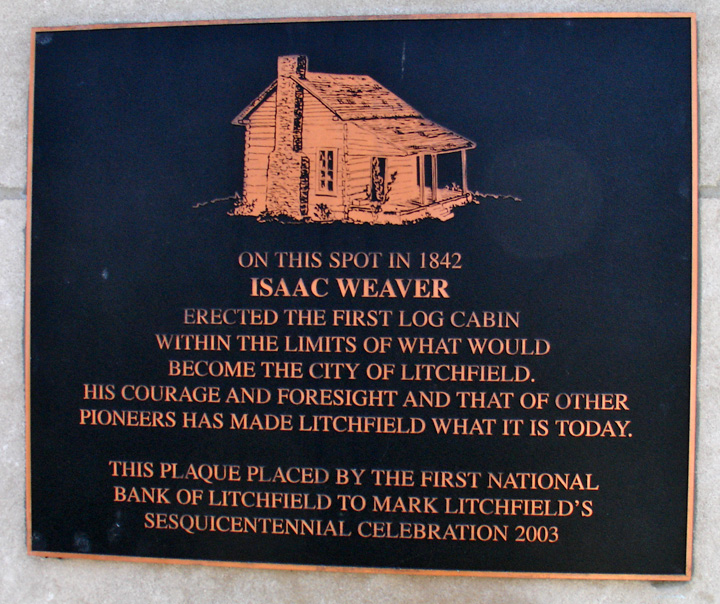 ON THIS SPOT IN 1842
ISAAC WEAVER
ERECTED THE FIRST LOG CABIN
WITHIN THE LIMITS OF WHAT WOULD
BECOME THE CITY OF LITCHFIELD.
HIS COURAGE AND FORESIGHT AND THAT OF OTHER
PIONEERS HAS MADE LITCHFIELD WHAT IT IS TODAY.
THIS PLAQUE PLACED BY THE FIRST NATIONAL
BANK OF LITCHFIELD TO MARK LITCHFIELD'S
SESQUICENTENNIAL CELEBRATION 2003